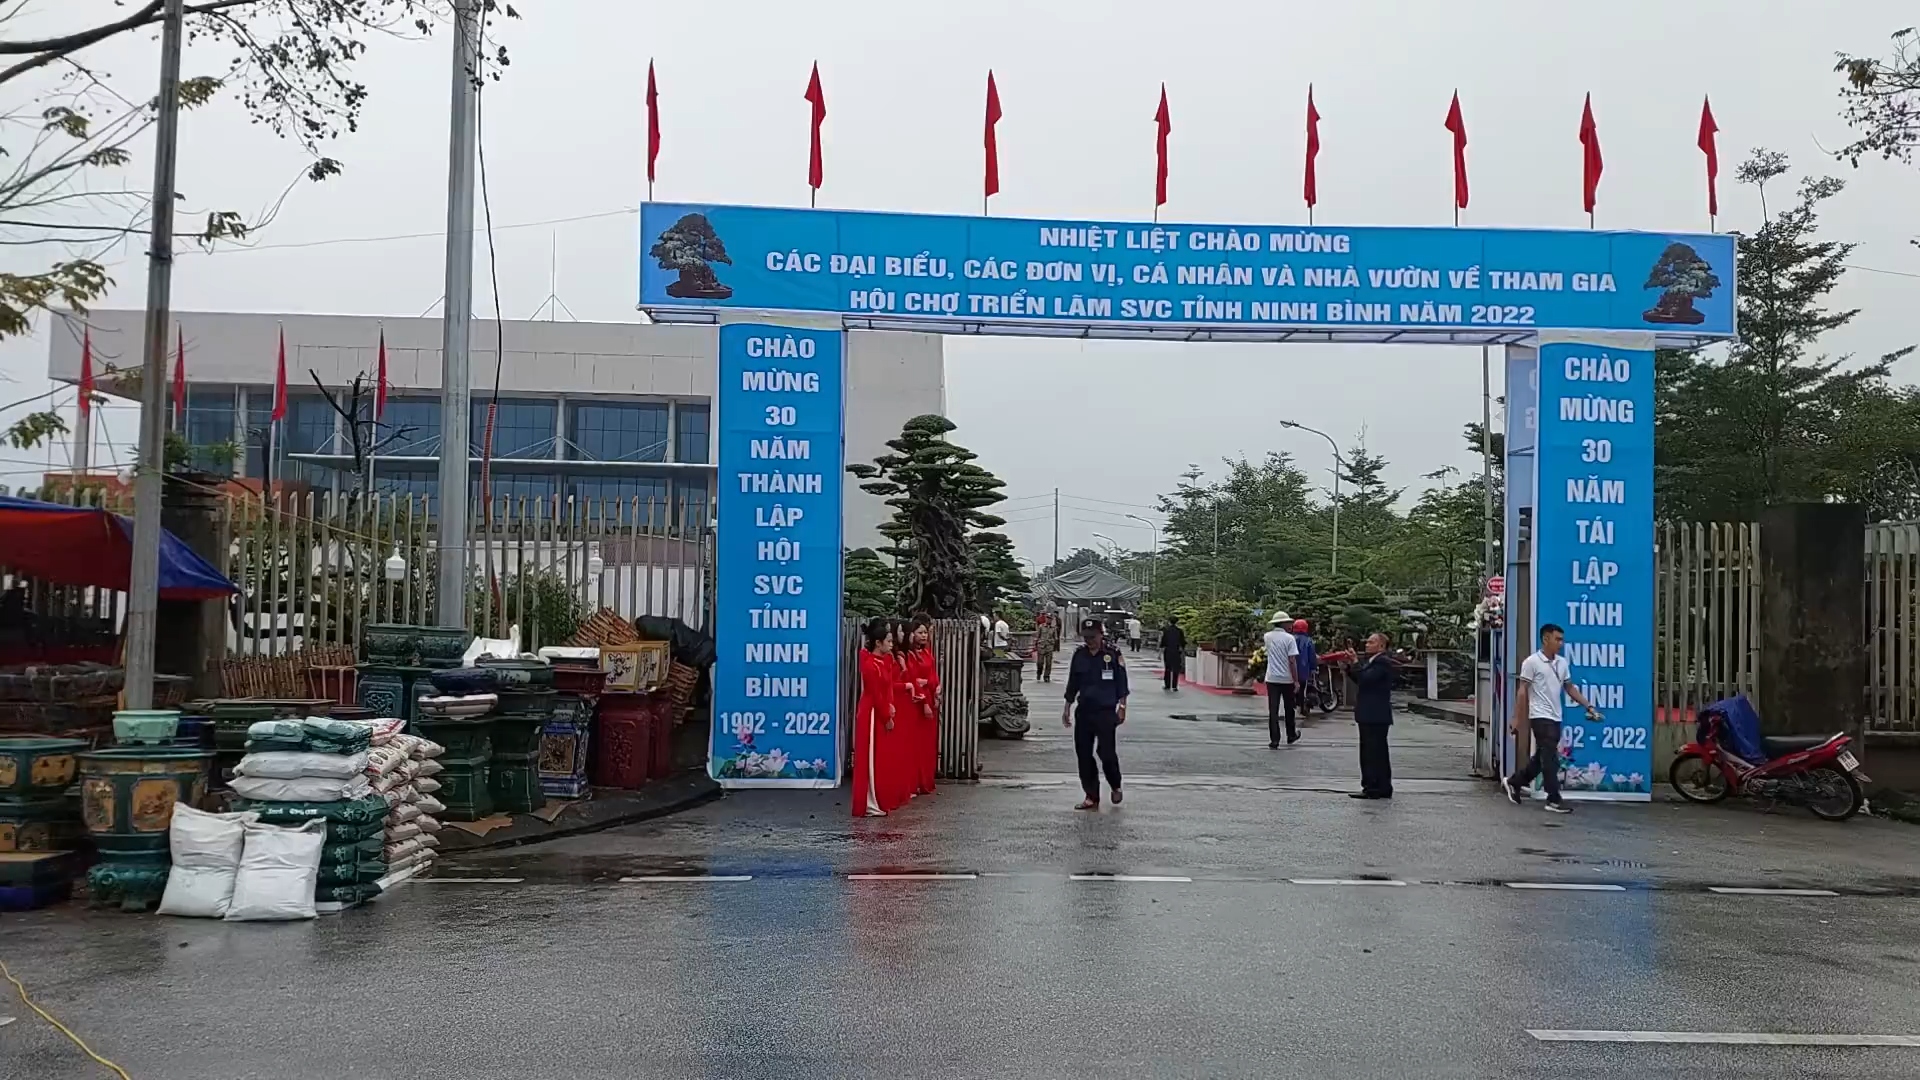 NHIỆT LIỆT CHÀO MỪNG
CÁC ĐẠI BIỂU, CÁC ĐƠN VỊ, CÁ NHÂN VÀ NHÀ VƯỜN VỀ THAM GIA
HỘI CHỢ TRIỂN LÃM SVC TỈNH NINH BÌNH NĂM 2022
CHÀO
MỪNG
30
NĂM
THÀNH
LẬP
HỘI
SVC
TỈNH
NINH
BÌNH
1992 - 2022
CHÀO
MỪNG
30
NĂM
TÁI
LẬP
TỈNH
NINH
ÌNH
92 - 2022